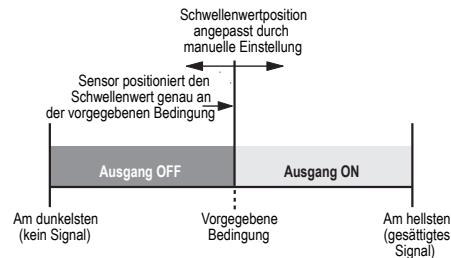 Schwellenwertposition
angepasst durch
manuelle Einstellung
Sensor positioniert den
Schwellenwert genau an
der vorgegebenen Bedingung
Ausgang OFF
Ausgang ON
Am dunkelsten
(kein Signal)
Vorgegebene
Bedingung
Am hellsten
(gesättigtes
Signal)